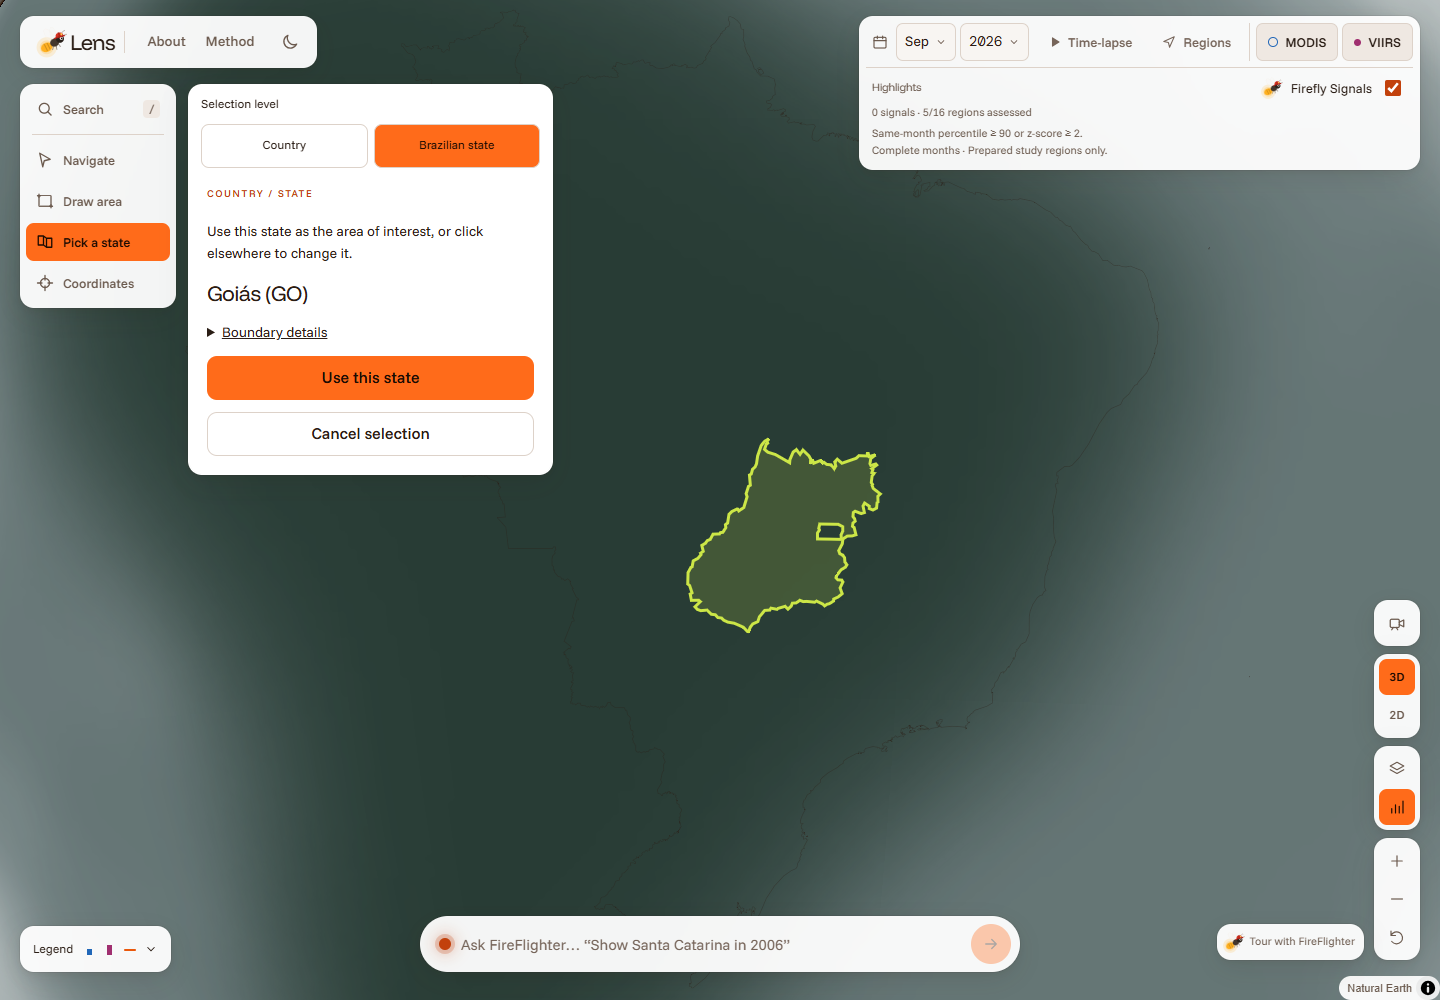 Lens
About
Method
Search
/
Navigate
Draw area
Pick a state
Coordinates
Selection level
Country
Brazilian state
COUNTRY / STATE
Use this state as the area of interest, or click
elsewhere to change it.
Goiás (GO)
Boundary details
Use this state
Cancel selection
Sep
2026
Time-lapse
Regions
MODIS
VIIRS
Highlights
Firefly Signals
0 signals · 5/16 regions assessed
Same-month percentile ≥ 90 or z-score ≥ 2.
Complete months · Prepared study regions only.
3D
2D
Legend
Ask FireFlighter… “Show Santa Catarina in 2006”
Tour with FireFlighter
Natural Earth